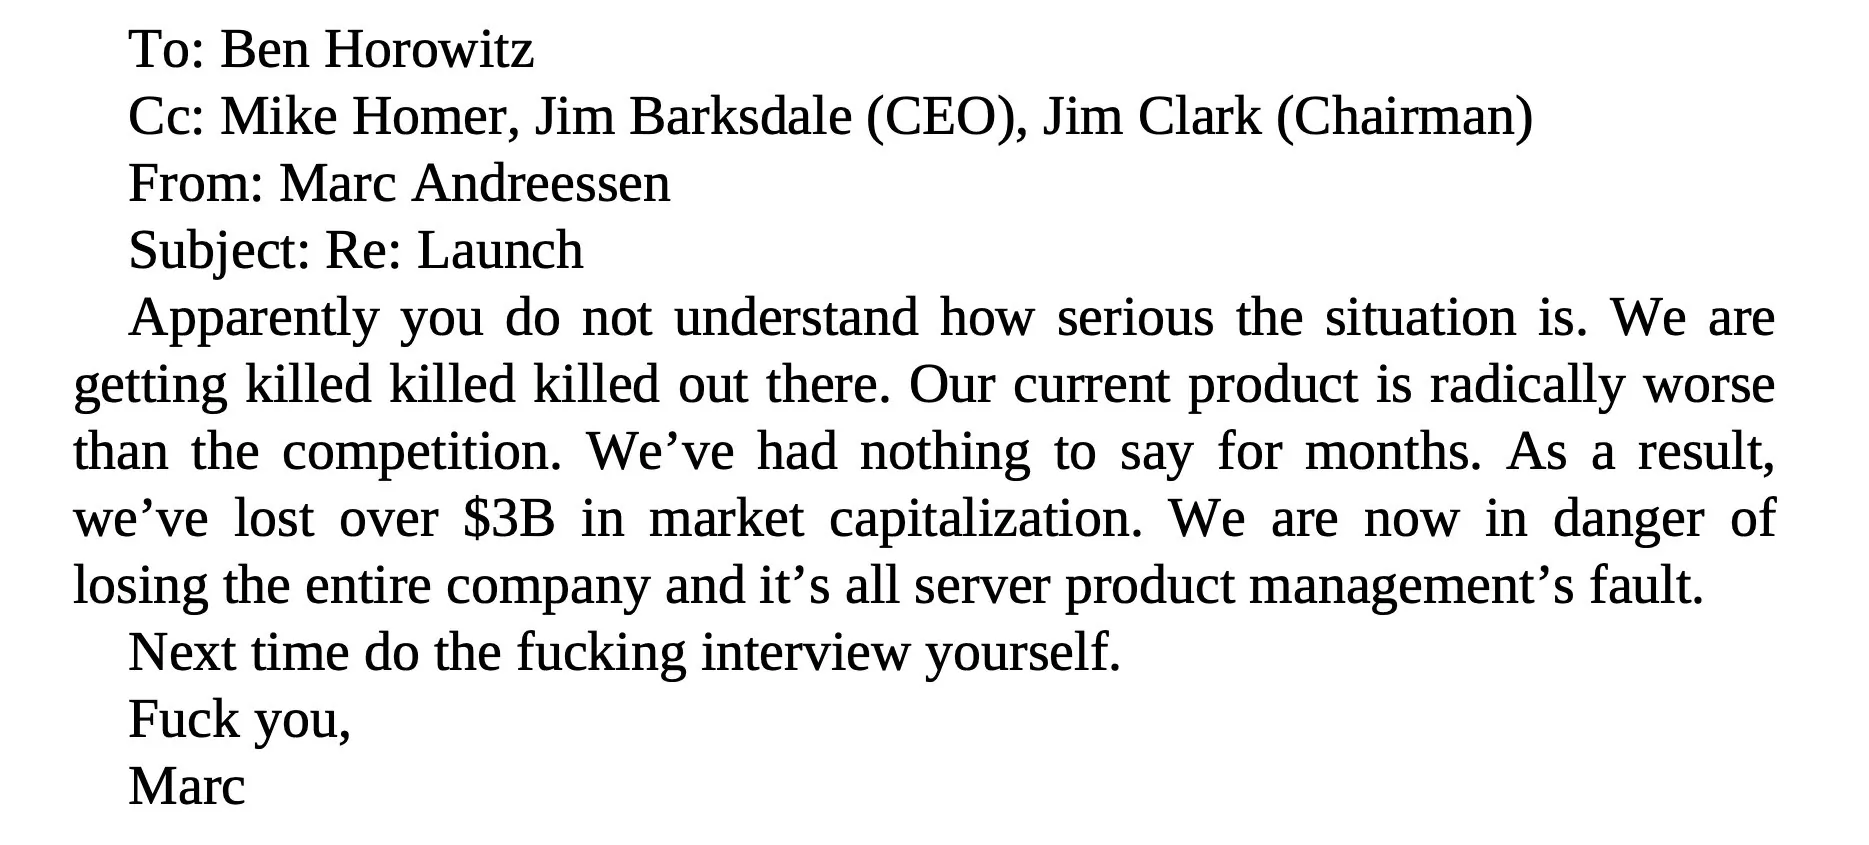 To: Ben Horowitz
Cc: Mike Homer, Jim Barksdale (CEO), Jim Clark (Chairman)
From: Marc Andreessen
Subject: Re: Launch
Apparently you do not understand how serious the situation is. We are
getting killed killed killed out there. Our current product is radically worse
than the competition. We’ve had nothing to say for months. As a result,
we’ve lost over $3B in market capitalization. We are now in danger of
losing the entire company and it’s all server product management’s fault.
Next time do the fucking interview yourself.
Fuck you,
Marc